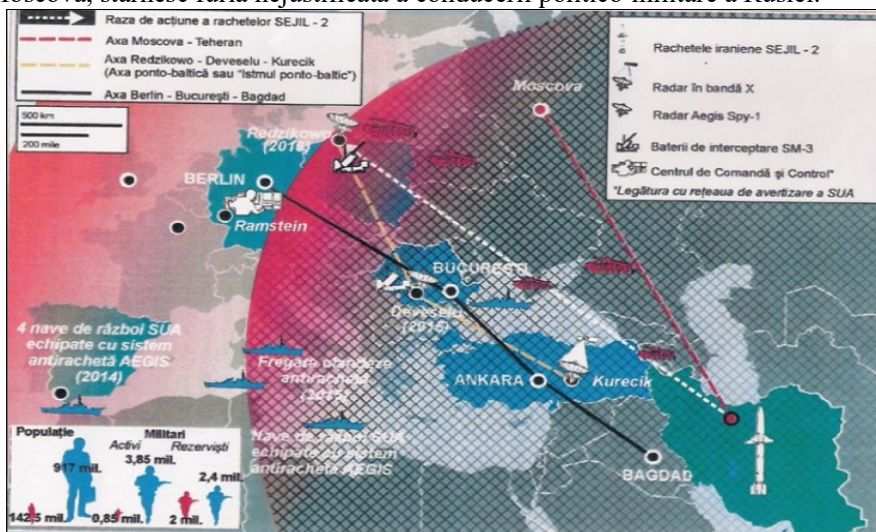 Moscova, stârnesc furia nejustificată a conducerii politico-militare a Rusiei.
Raza de acțiune a rachetelor SEJIL - 2
Axa Moscova - Teheran
Axa Redzikowo - Deveselu - Kurecik
(Axa ponto-baltică sau "Istmul ponto-baltic")
Axa Berlin - București - Bagdad
500 km
200 mile
Rachetele iraniene SEJIL - 2
Radar în bandă X
Radar Aegis Spy-1
Baterii de interceptare SM-3
Centrul de Comandă și Control*
*Legătura cu rețeaua de avertizare a SUA
Moscova
Redzikowo
(2018)
BERLIN
Ramstein
BUCUREȘTI
Deveselu
(2015)
4 nave de război SUA
echipate cu sistem
antirachetă AEGIS
(2014)
Fregate olandeze
antirachetă
ANKARA
Kurecik
Nave de război SUA
echipate cu sistem
antirachetă AEGIS
BAGDAD
Populație
Militari
Activi
Rezerviști
917 mil.
3,85 mil.
2,4 mil.
142,5 mil.
0,85 mil.
2 mil.